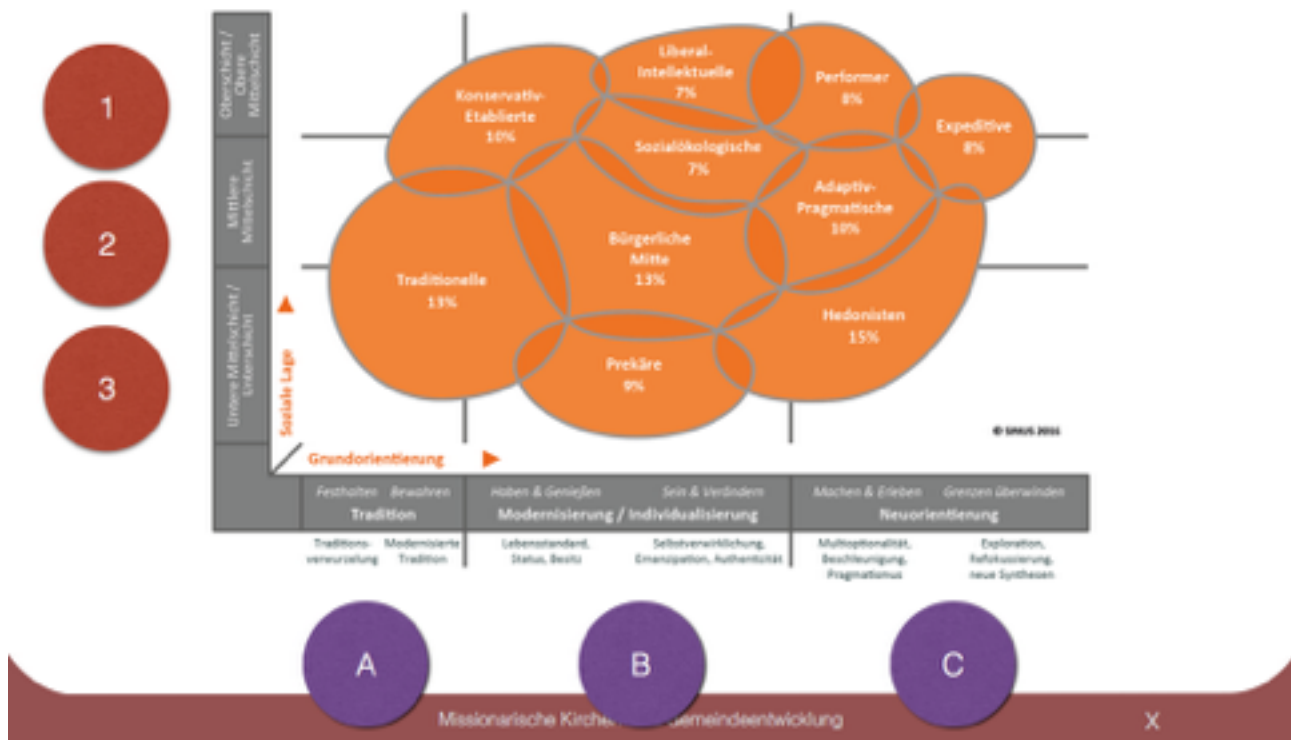 1
2
3
Oberschicht /
Obere
Mittelschicht
Mittlere
Mittelschicht
Untere Mittelschicht /
Unterschicht
Soziale Lage
Konservativ-
Etablierte
10%
Liberal-
Intellektuelle
7%
Performer
8%
Expeditive
8%
Sozialökologische
7%
Adaptiv-
Pragmatische
10%
Bürgerliche
Mitte
13%
Traditionelle
13%
Hedonisten
15%
Prekäre
9%
© SINUS 2016
Grundorientierung
Festhalten Bewahren
Tradition
Haben & Genießen Sein & Verändern
Modernisierung / Individualisierung
Machen & Erleben Grenzen überwinden
Neuorientierung
Traditions-
verwurzelung
Modernisierte
Tradition
Lebensstandard,
Status, Besitz
Selbstverwirklichung,
Emanzipation, Authentizität
Multioptionalität,
Beschleunigung,
Pragmatismus
Exploration,
Refokussierung,
neue Synthesen
A
B
C
Missionarische Kirchen emeindeentwicklung
X